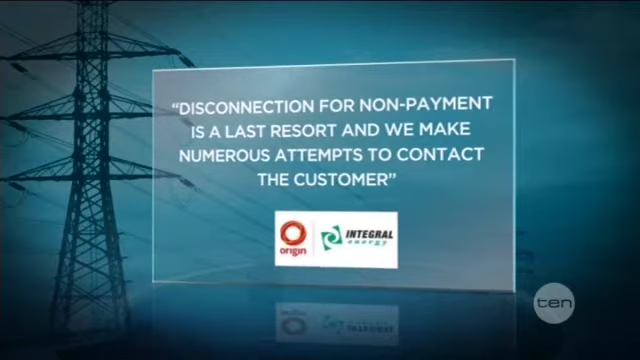 “DISCONNECTION FOR NON-PAYMENT
IS A LAST RESORT AND WE MAKE
NUMEROUS ATTEMPTS TO CONTACT
THE CUSTOMER”
origin
INTEGRAL
energy
ten